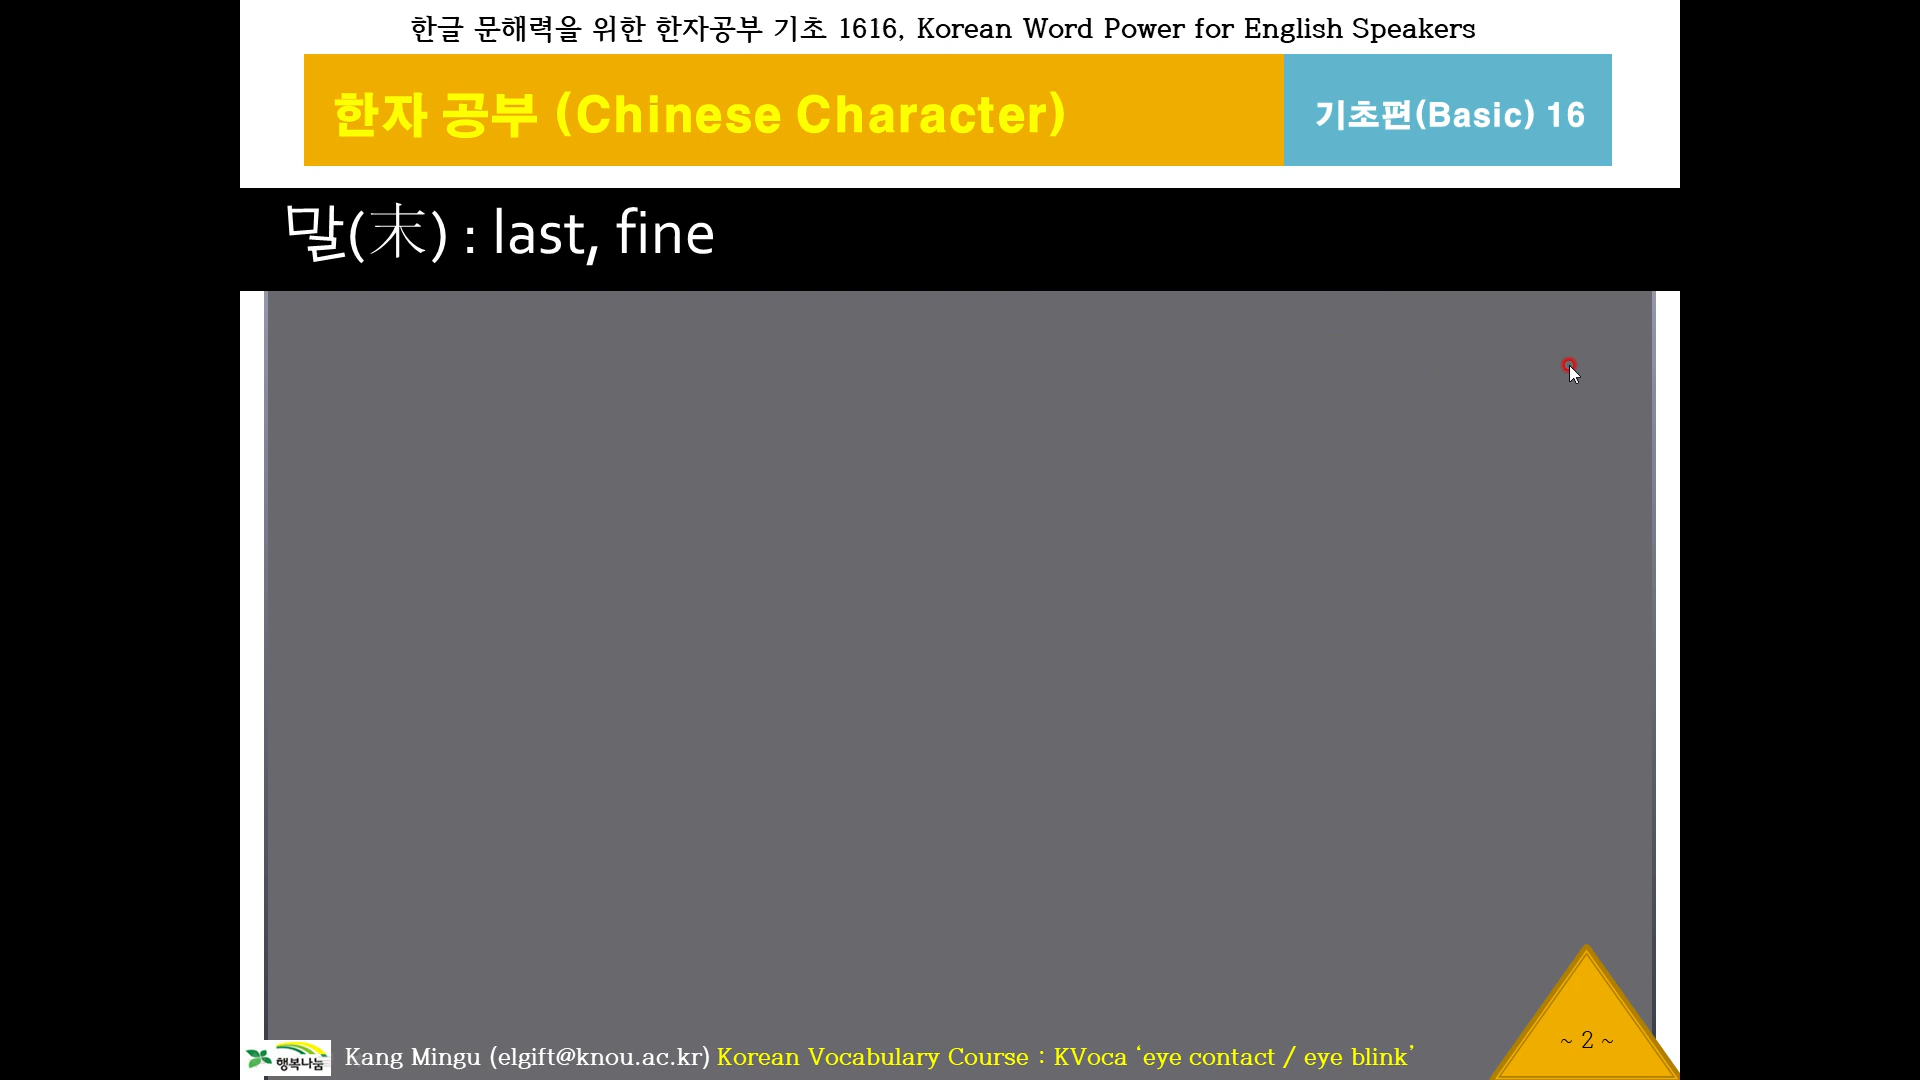 한글 문해력을 위한 한자공부 기초 1616, Korean Word Power for English Speakers
한자 공부 (Chinese Character)
기초편(Basic) 16
말(末) : last, fine
~ 2 ~
행복나눔
Kang Mingu (elgift@knou.ac.kr) Korean Vocabulary Course : KVoca ‘eye contact / eye blink’